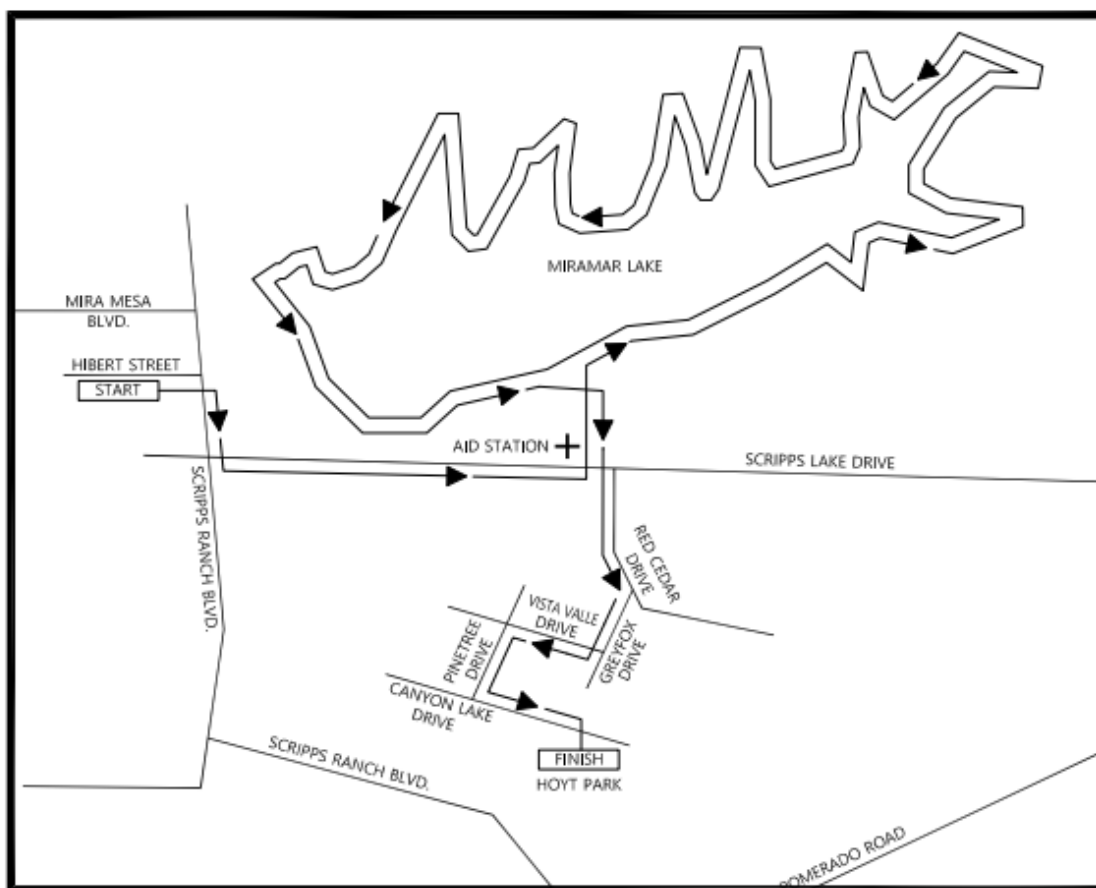 MIRAMAR LAKE
MIRA MESA
BLVD.
HIBERT STREET
START
AID STATION
SCRIPPS LAKE DRIVE
SCRIPPS RANCH BLVD.
RED CEDAR
DRIVE
VISTA VALLE
DRIVE
GREYFOX
DRIVE
PINETREE
DRIVE
CANYON LAKE
DRIVE
SCRIPPS RANCH BLVD.
FINISH
HOYT PARK
POMERADO ROAD